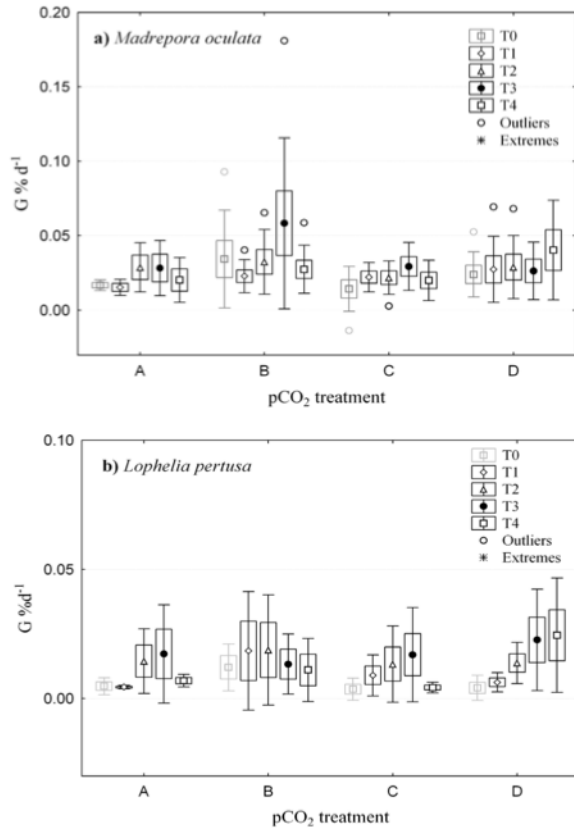 a) Madrepora oculata
T0
T1
T2
T3
T4
Outliers
Extremes
0.20
0.15
0.10
0.05
0.00
G % d-1
A B C D
pCO2 treatment
b) Lophelia pertusa
T0
T1
T2
T3
T4
Outliers
Extremes
0.10
0.05
0.00
G %d-1
A B C D
pCO2 treatment